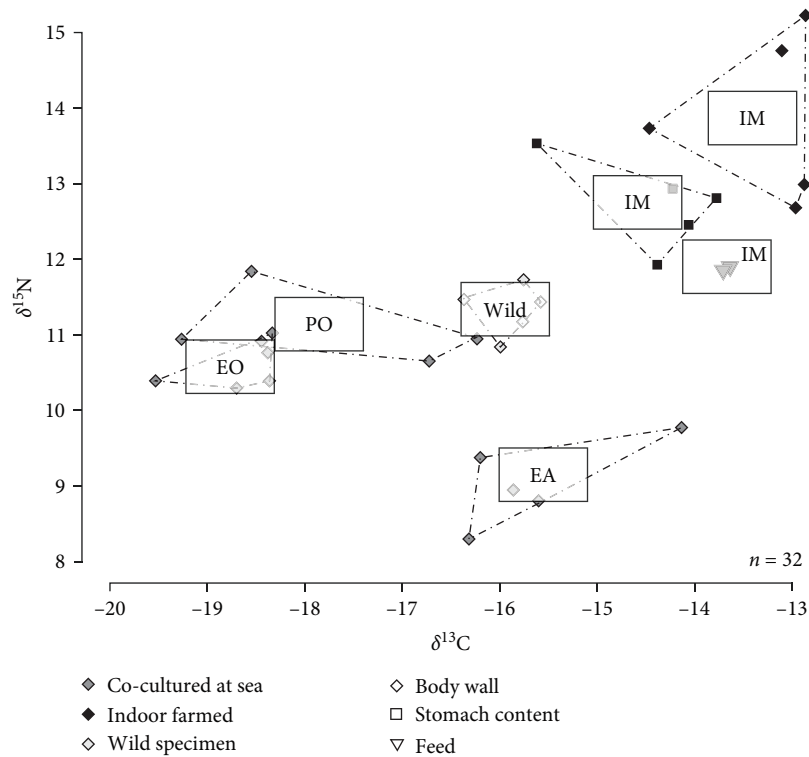 15
14
13
12
11
10
9
8
δ¹⁵N
IM
IM
IM
Wild
PO
EO
EA
n = 32
–20 –19 –18 –17 –16 –15 –14 –13
δ¹³C
Co-cultured at sea
Indoor farmed
Wild specimen
Body wall
Stomach content
Feed